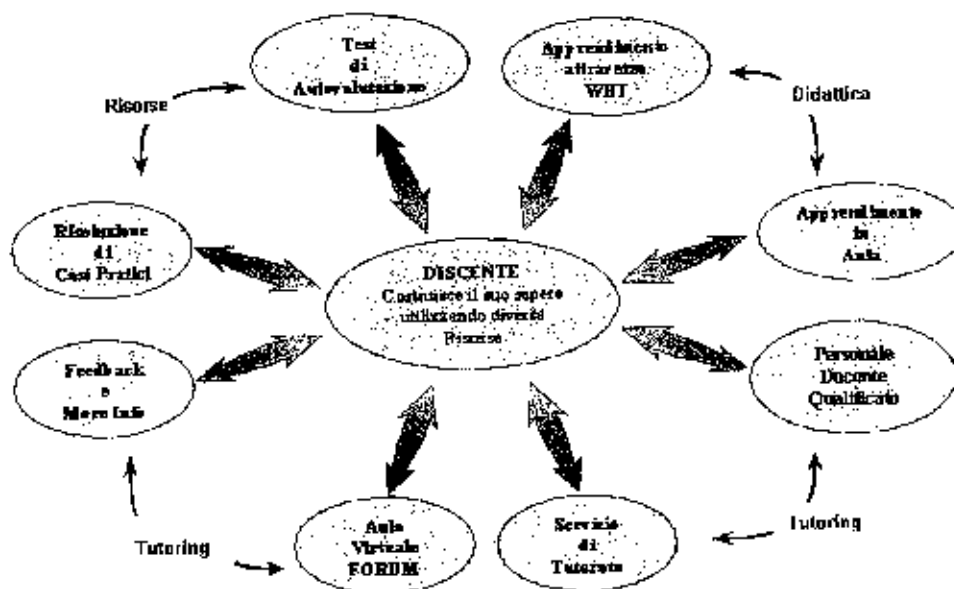 Test
di
Autovalutazione
Apprendimento
attraverso
WBT
Risorse
Didattica
Risoluzione
di
Casi Pratici
DISCENTE
Costruisce il suo sapere
utilizzando diverse
Risorse
Apprendimento
in
Aula
Feedback
e
More Info
Personale
Docente
Qualificato
Tutoring
Aula
Virtuale
FORUM
Servizio
di
Tutoring